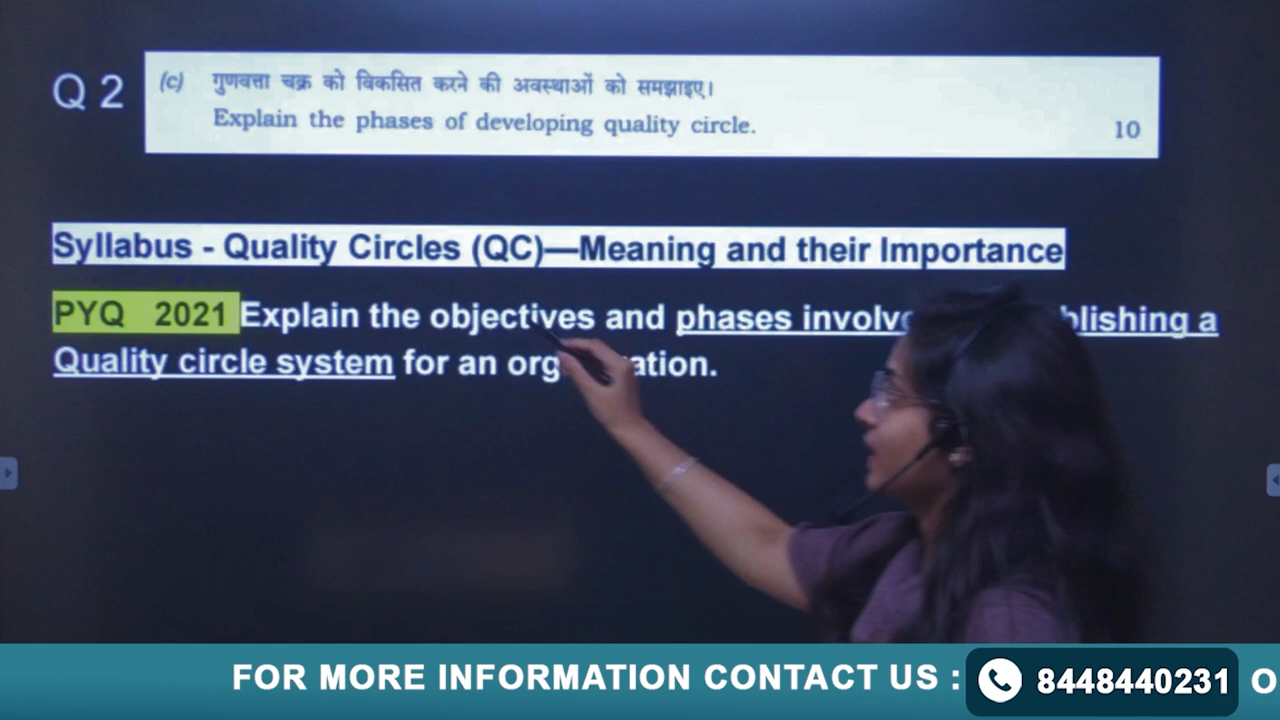 Q 2
(c) गुणवत्ता चक्र को विकसित करने की अवस्थाओं को समझाइए।
Explain the phases of developing quality circle.
10
Syllabus - Quality Circles (QC)—Meaning and their Importance
PYQ 2021 Explain the objectives and phases a
Quality circle system for an
FOR MORE INFORMATION CONTACT US : 8448440231